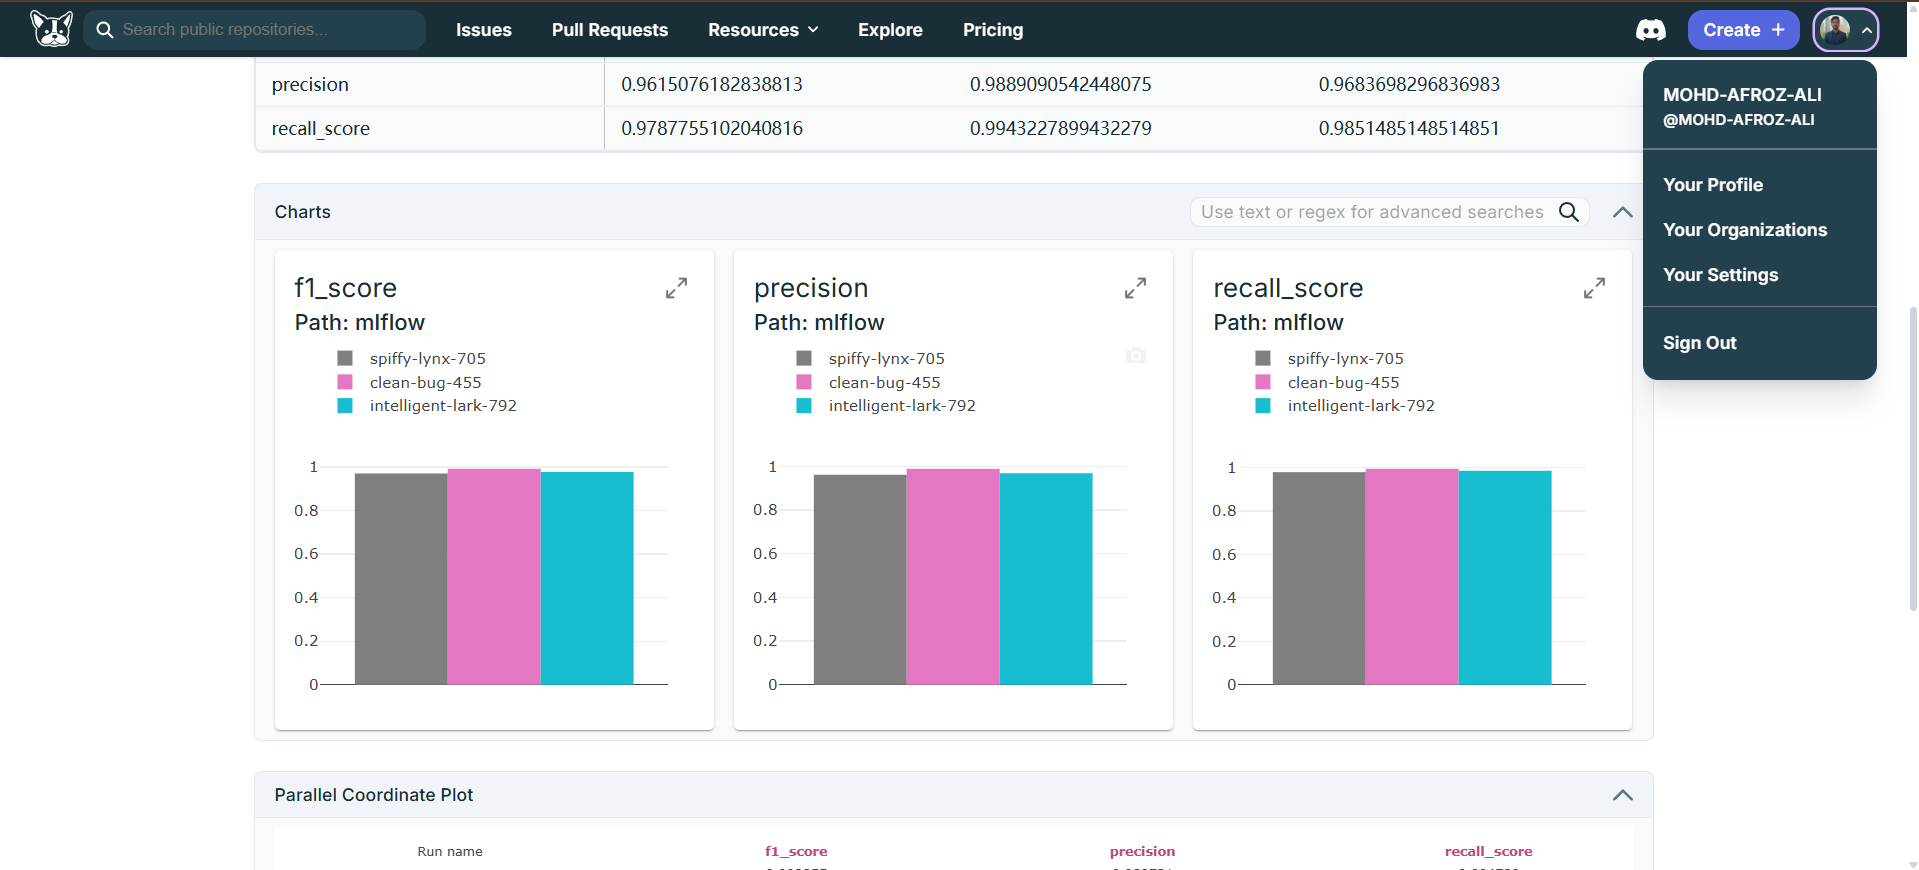 Search public repositories...
Issues
Pull Requests
Resources
Explore
Pricing
Create +
MOHD-AFROZ-ALI
@MOHD-AFROZ-ALI
Your Profile
Your Organizations
Your Settings
Sign Out
precision 0.9615076182838813 0.9889090542448075 0.9683698296836983
recall_score 0.9787755102040816 0.9943227899432279 0.9851485148514851
Charts
Use text or regex for advanced searches
f1_score
Path: mlflow
spiffy-lynx-705
clean-bug-455
intelligent-lark-792
1
0.8
0.6
0.4
0.2
0
precision
Path: mlflow
spiffy-lynx-705
clean-bug-455
intelligent-lark-792
1
0.8
0.6
0.4
0.2
0
recall_score
Path: mlflow
spiffy-lynx-705
clean-bug-455
intelligent-lark-792
1
0.8
0.6
0.4
0.2
0
Parallel Coordinate Plot
Run name f1_score precision recall_score